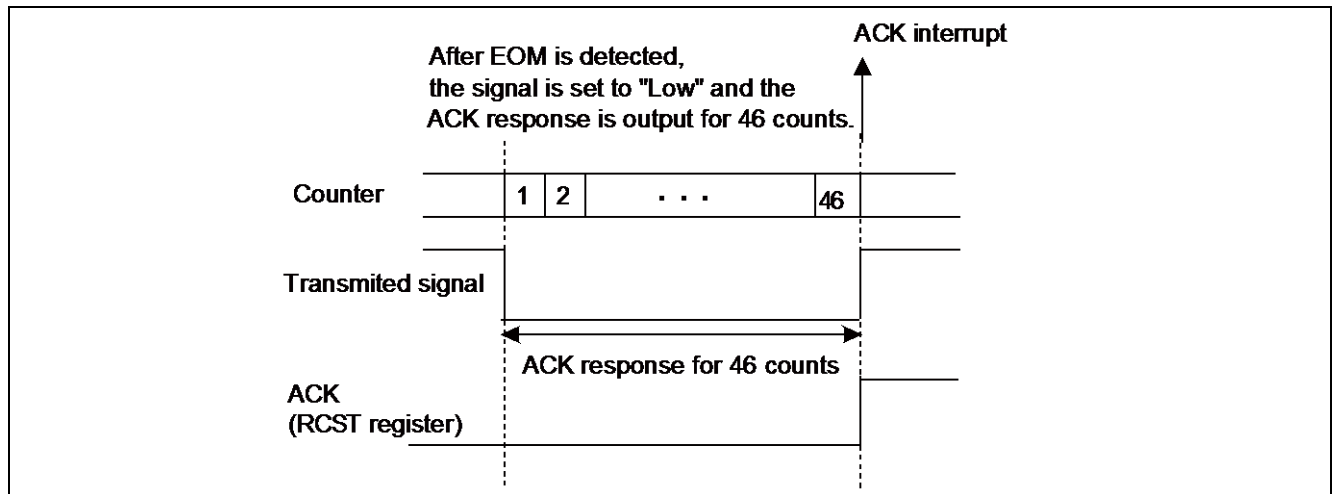 ACK interrupt
After EOM is detected,
the signal is set to "Low" and the
ACK response is output for 46 counts.
Counter
1 2 · · · 46
Transmited signal
ACK response for 46 counts
ACK
(RCST register)